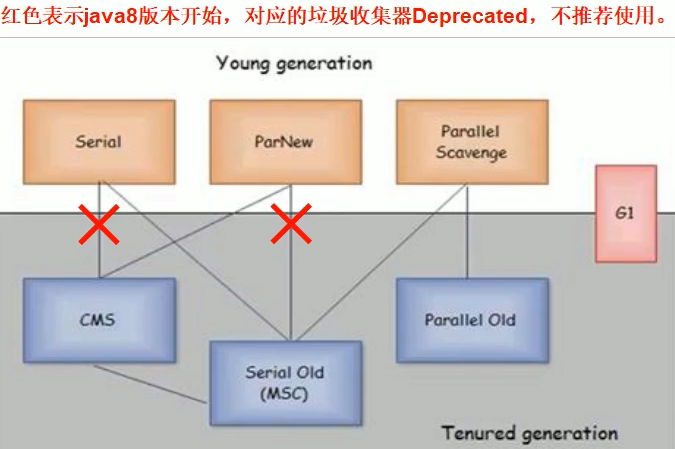 红色表示java8版本开始，对应的垃圾收集器Deprecated，不推荐使用。
Young generation
Serial
ParNew
Parallel
Scavenge
G1
CMS
Serial Old
(MSC)
Parallel Old
Tenured generation